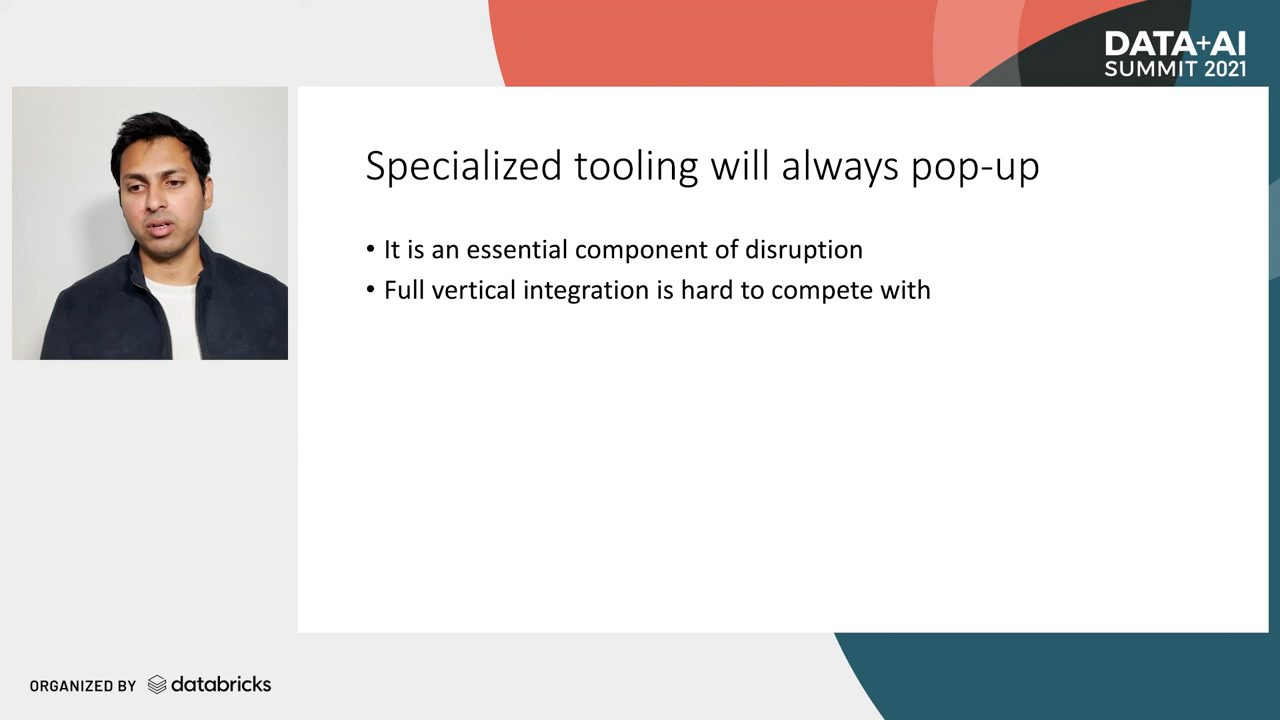 DATA+AI
SUMMIT 2021
Specialized tooling will always pop-up
• It is an essential component of disruption
• Full vertical integration is hard to compete with
ORGANIZED BY databricks